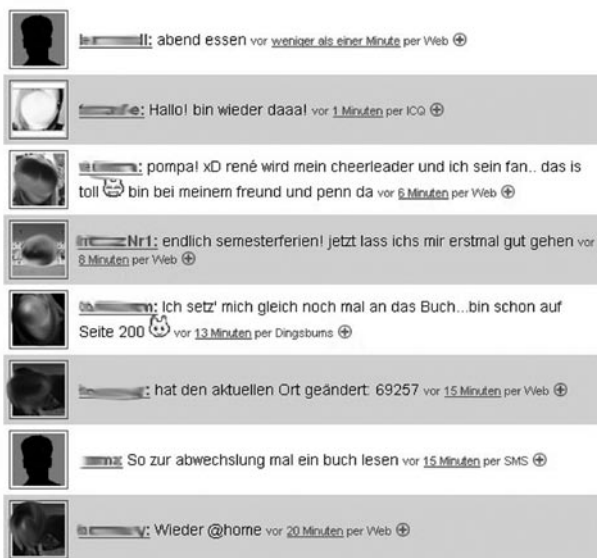 ll: abend essen vor weniger als einer Minute per Web
e: Hallo! bin wieder daaa! vor 1 Minuten per ICQ
: pompa! xD rené wird mein cheerleader und ich sein fan.. das is
toll bin bei meinem freund und penn da vor 6 Minuten per Web
Nr1: endlich semesterferien! jetzt lass ichs mir erstmal gut gehen vor
8 Minuten per Web
: Ich setz' mich gleich noch mal an das Buch...bin schon auf
Seite 200 vor 13 Minuten per Dingsbums
: hat den aktuellen Ort geändert: 69257 vor 15 Minuten per Web
So zur abwechslung mal ein buch lesen vor 15 Minuten per SMS
: Wieder @home vor 20 Minuten per Web